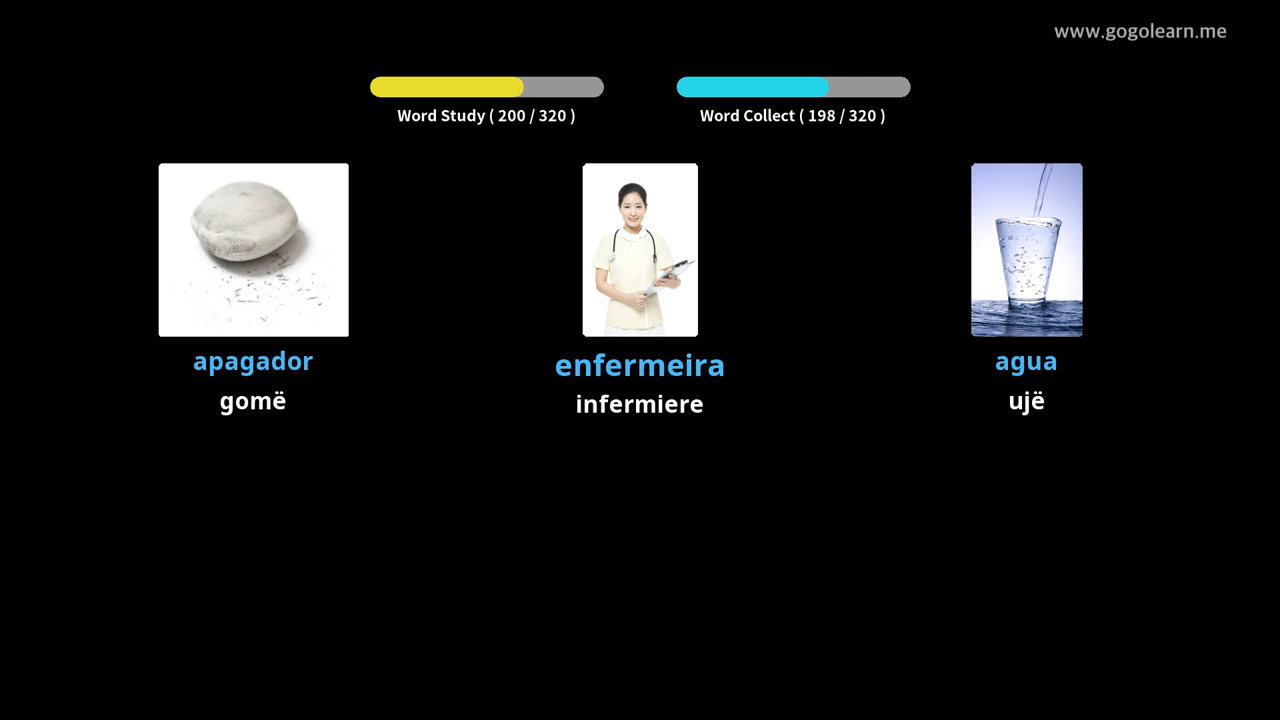 www.gogolearn.me
Word Study ( 200 / 320 )
Word Collect ( 198 / 320 )
apagador
gomë
enfermeira
infermiere
agua
ujë